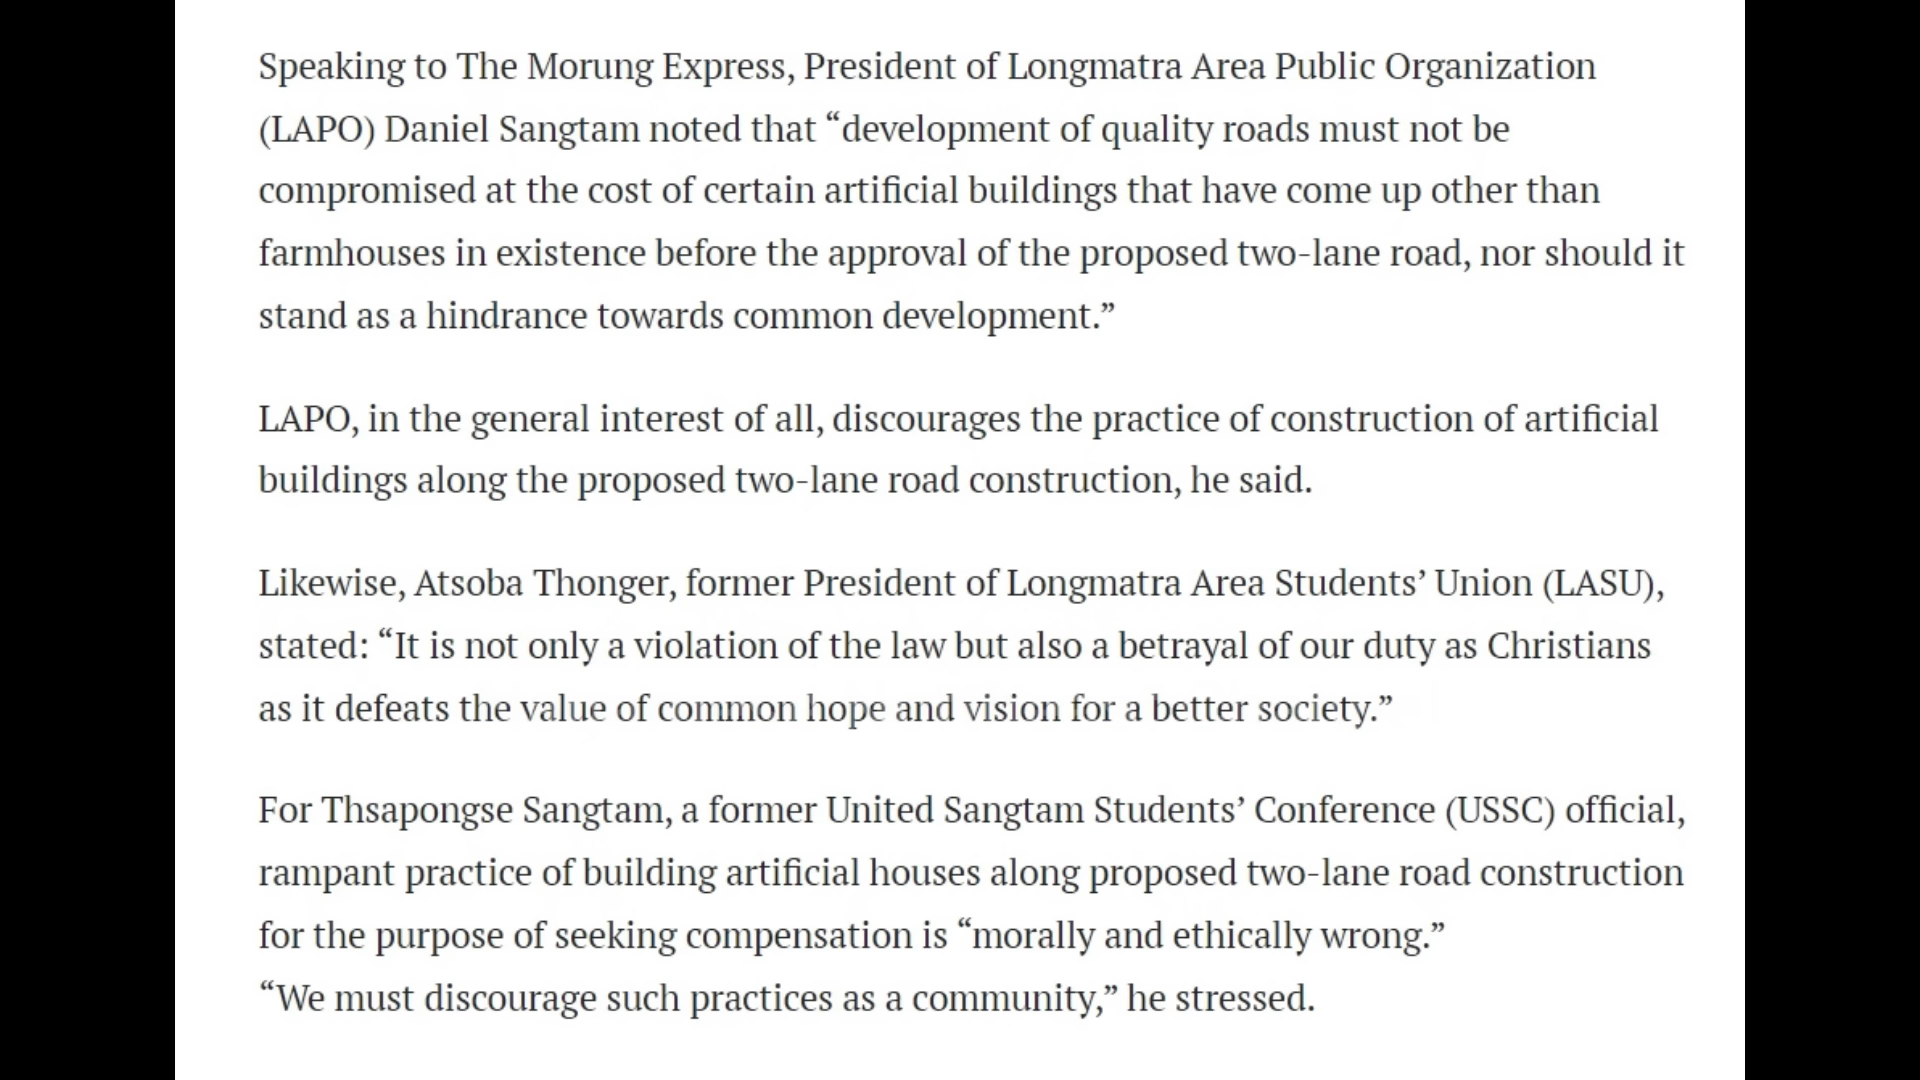 Speaking to The Morung Express, President of Longmatra Area Public Organization
(LAPO) Daniel Sangtam noted that “development of quality roads must not be
compromised at the cost of certain artificial buildings that have come up other than
farmhouses in existence before the approval of the proposed two-lane road, nor should it
stand as a hindrance towards common development.”
LAPO, in the general interest of all, discourages the practice of construction of artificial
buildings along the proposed two-lane road construction, he said.
Likewise, Atsoba Thonger, former President of Longmatra Area Students’ Union (LASU),
stated: “It is not only a violation of the law but also a betrayal of our duty as Christians
as it defeats the value of common hope and vision for a better society.”
For Thsapongse Sangtam, a former United Sangtam Students’ Conference (USSC) official,
rampant practice of building artificial houses along proposed two-lane road construction
for the purpose of seeking compensation is “morally and ethically wrong.”
“We must discourage such practices as a community,” he stressed.